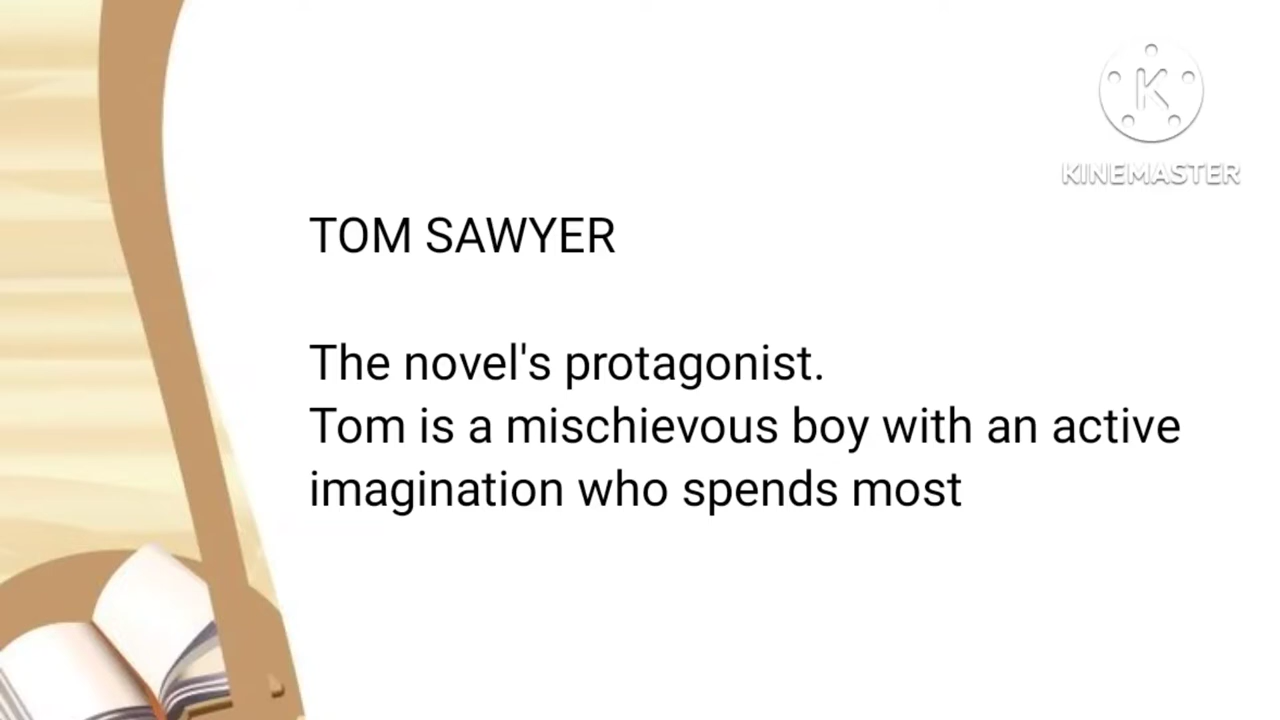 KINEMASTER
TOM SAWYER
The novel's protagonist.
Tom is a mischievous boy with an active
imagination who spends most